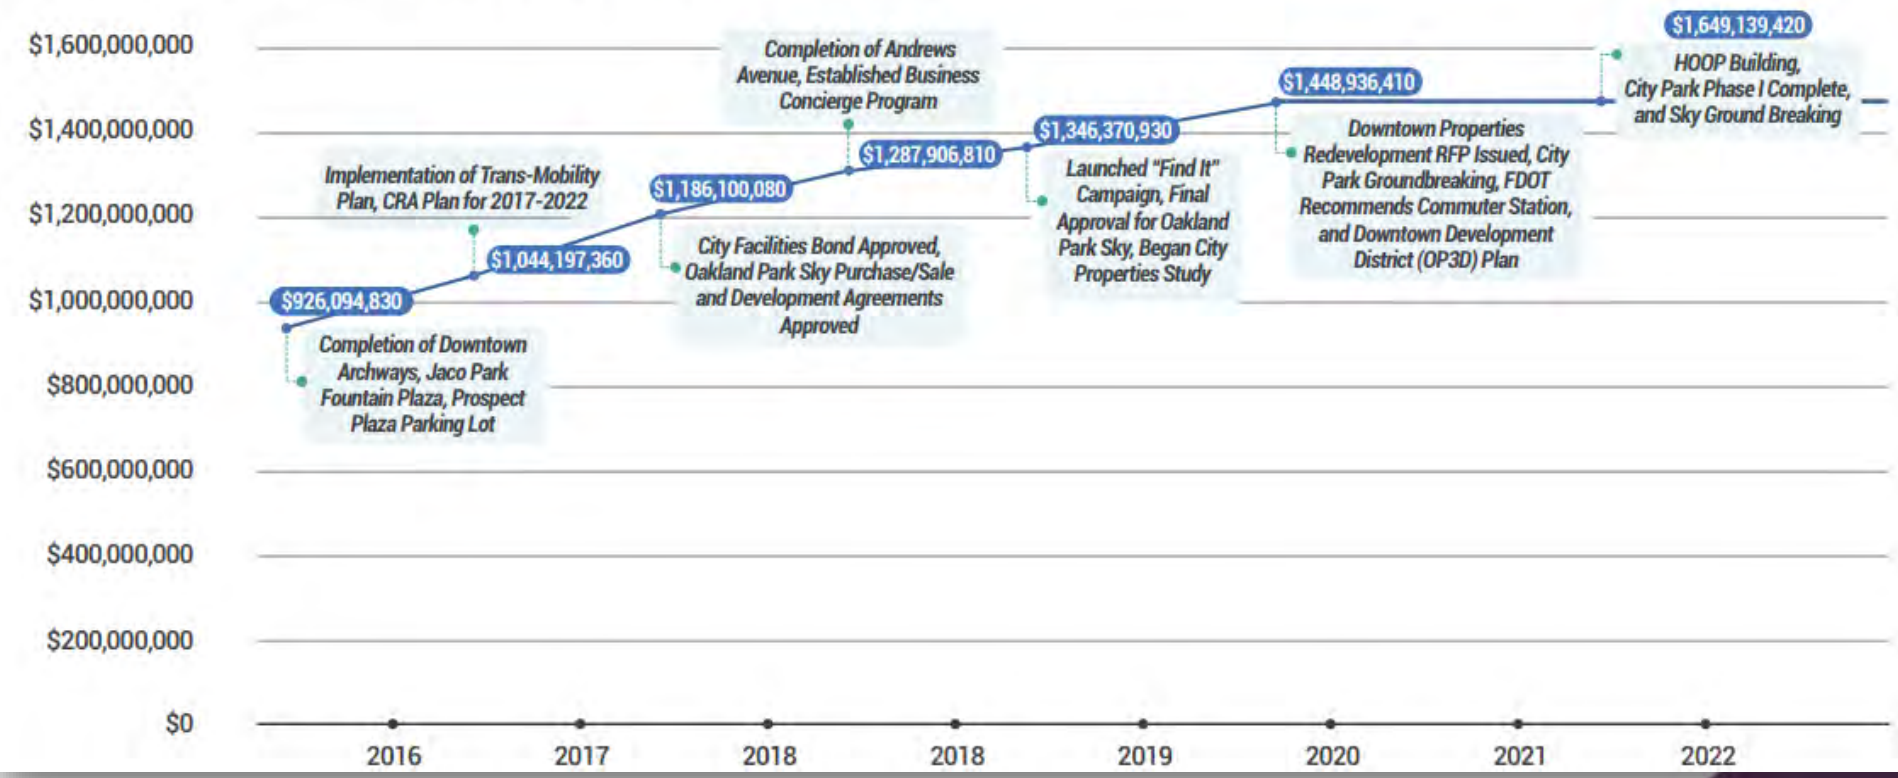 $1,649,139,420
$1,600,000,000
HOOP Building,
City Park Phase I Complete,
and Sky Ground Breaking
Completion of Andrews
Avenue, Established Business
Concierge Program
$1,448,936,410
$1,400,000,000
$1,346,370,930
Downtown Properties
Redevelopment RFP Issued, City
Park Groundbreaking, FDOT
Recommends Commuter Station,
and Downtown Development
District (OP3D) Plan
$1,287,906,810
Launched “Find It”
Campaign, Final
Approval for Oakland
Park Sky, Began City
Properties Study
Implementation of Trans-Mobility
Plan, CRA Plan for 2017-2022
$1,186,100,080
$1,200,000,000
City Facilities Bond Approved,
Oakland Park Sky Purchase/Sale
and Development Agreements
Approved
$1,044,197,360
$1,000,000,000
$926,094,830
Completion of Downtown
Archways, Jaco Park
Fountain Plaza, Prospect
Plaza Parking Lot
$800,000,000
$600,000,000
$400,000,000
$200,000,000
$0
2016 2017 2018 2018 2019 2020 2021 2022